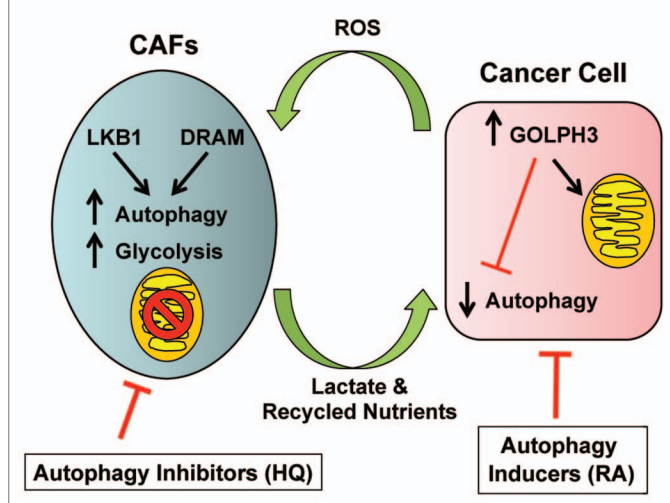 ROS
CAFs
Cancer Cell
LKB1 DRAM
Autophagy
Glycolysis
GOLPH3
Autophagy
Lactate &
Recycled Nutrients
Autophagy Inhibitors (HQ)
Autophagy
Inducers (RA)